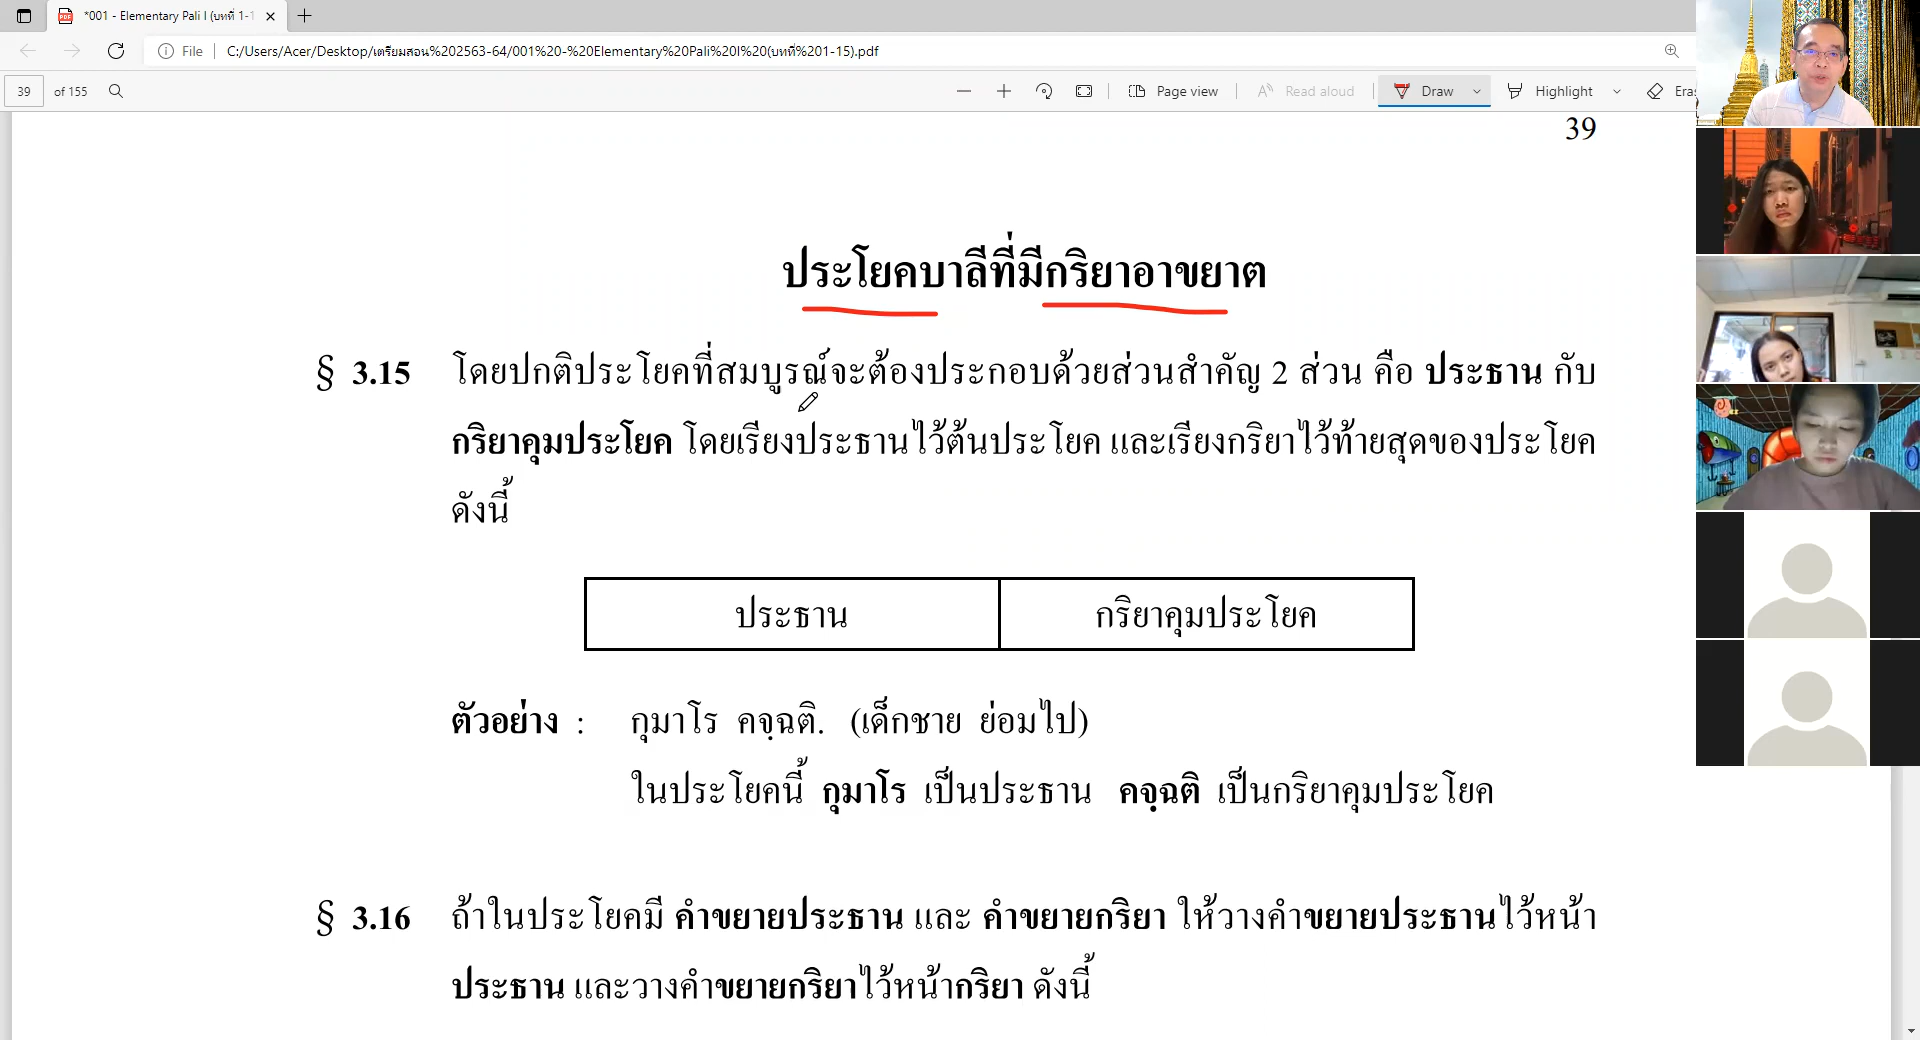 *001 - Elementary Pali I (บทที่ 1-1
File
C:/Users/Acer/Desktop/เตรียมสอน%202563-64/001%20-%20Elementary%20Pali%20I%20(บทที่%201-15).pdf
39 of 155
Page view
Read aloud
Draw
Highlight
Eras
39
ประโยคบาลีที่มีกริยาอาขยาต
§ 3.15 โดยปกติประโยคที่สมบูรณ์จะต้องประกอบด้วยส่วนสำคัญ 2 ส่วน คือ ประธาน กับ
กริยาคุมประโยค โดยเรียงประธานไว้ต้นประโยค และเรียงกริยาไว้ท้ายสุดของประโยค
ดังนี้
ประธาน กริยาคุมประโยค
ตัวอย่าง : กุมาโร คจฺฉติ. (เด็กชาย ย่อมไป)
ในประโยคนี้ กุมาโร เป็นประธาน คจฺฉติ เป็นกริยาคุมประโยค
§ 3.16 ถ้าในประโยคมี คำขยายประธาน และ คำขยายกริยา ให้วางคำขยายประธานไว้หน้า
ประธาน และวางคำขยายกริยาไว้หน้ากริยา ดังนี้